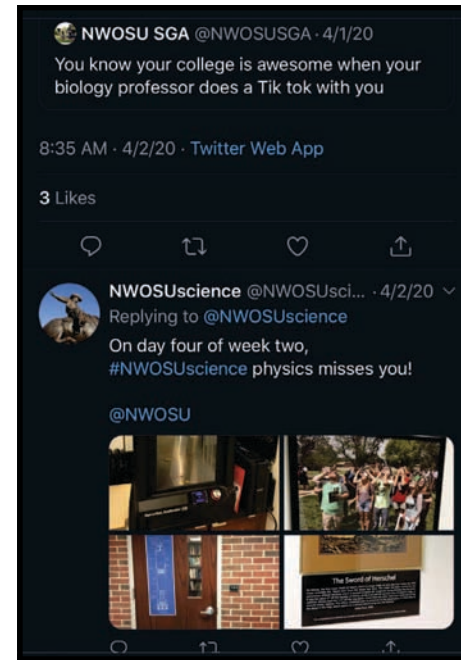 NWOSU SGA @NWOSUSGA · 4/1/20
You know your college is awesome when your
biology professor does a Tik tok with you
8:35 AM · 4/2/20 · Twitter Web App
3 Likes
NWOSUscience @NWOSUsci... · 4/2/20
Replying to @NWOSUscience
On day four of week two,
#NWOSUscience physics misses you!
@NWOSU
The Sword of Herschel